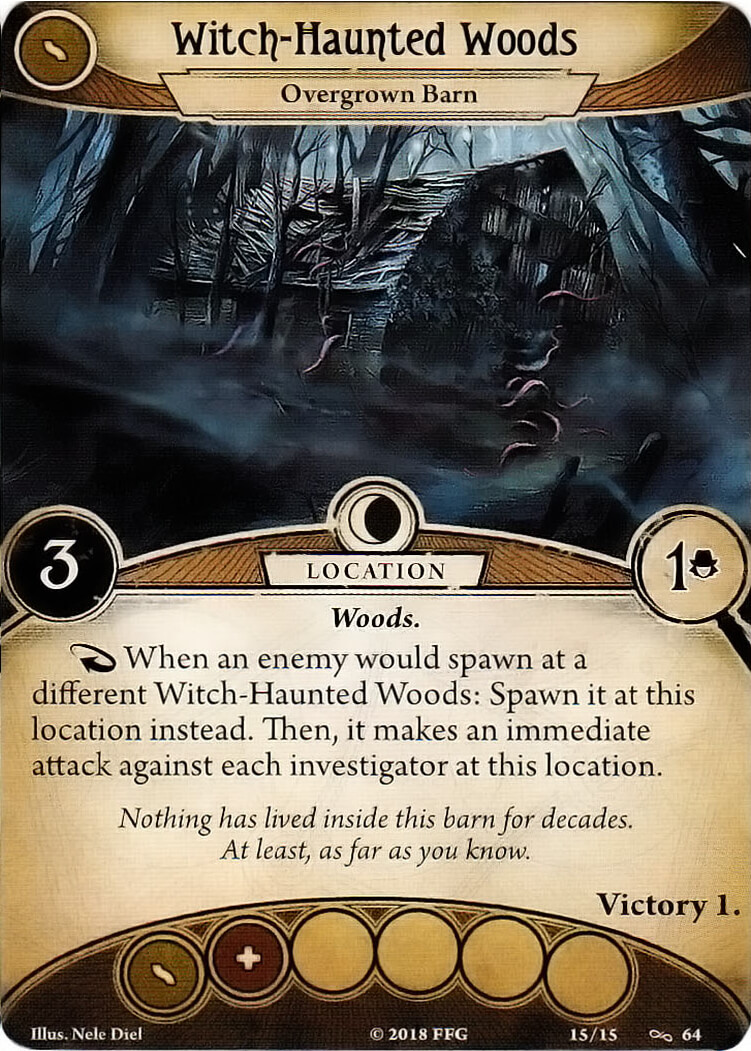 Witch-Haunted Woods
Overgrown Barn
3
LOCATION
1
Woods.
When an enemy would spawn at a
different Witch-Haunted Woods: Spawn it at this
location instead. Then, it makes an immediate
attack against each investigator at this location.
Nothing has lived inside this barn for decades.
At least, as far as you know.
Victory 1.
Illus. Nele Diel © 2018 FFG 15/15 64